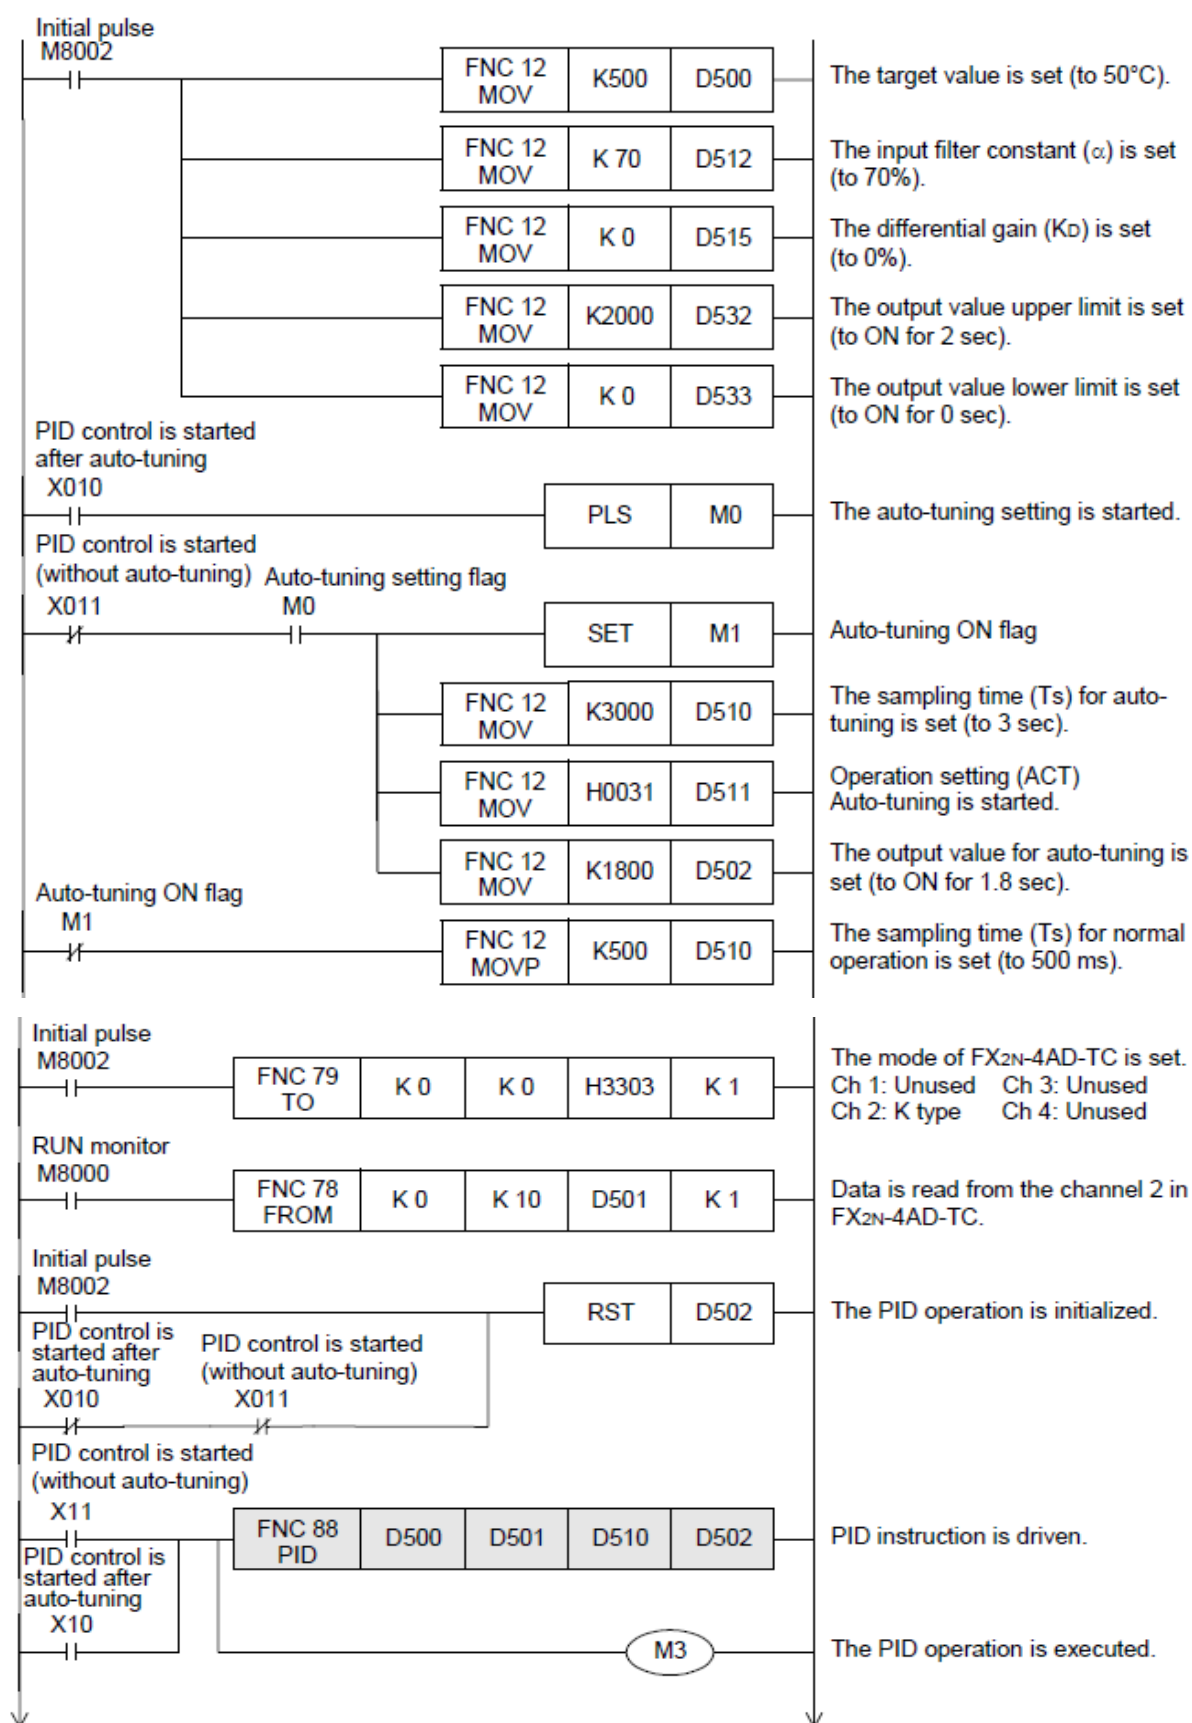 Initial pulse
M8002
FNC 12 MOV K500 D500 The target value is set (to 50°C).
FNC 12 MOV K 70 D512 The input filter constant (α) is set
(to 70%).
FNC 12 MOV K 0 D515 The differential gain (KD) is set
(to 0%).
FNC 12 MOV K2000 D532 The output value upper limit is set
(to ON for 2 sec).
FNC 12 MOV K 0 D533 The output value lower limit is set
(to ON for 0 sec).
PID control is started
after auto-tuning
X010
PLS M0 The auto-tuning setting is started.
PID control is started
(without auto-tuning) Auto-tuning setting flag
X011 M0
SET M1 Auto-tuning ON flag
FNC 12 MOV K3000 D510 The sampling time (Ts) for auto-
tuning is set (to 3 sec).
FNC 12 MOV H0031 D511 Operation setting (ACT)
Auto-tuning is started.
FNC 12 MOV K1800 D502 The output value for auto-tuning is
set (to ON for 1.8 sec).
Auto-tuning ON flag
M1
FNC 12 MOVP K500 D510 The sampling time (Ts) for normal
operation is set (to 500 ms).
Initial pulse
M8002
FNC 79 TO K 0 K 0 H3303 K 1 The mode of FX2N-4AD-TC is set.
Ch 1: Unused Ch 3: Unused
Ch 2: K type Ch 4: Unused
RUN monitor
M8000
FNC 78 FROM K 0 K 10 D501 K 1 Data is read from the channel 2 in
FX2N-4AD-TC.
Initial pulse
M8002
RST D502 The PID operation is initialized.
PID control is
started after
auto-tuning
X010
PID control is started
(without auto-tuning)
X011
PID control is started
(without auto-tuning)
X11
FNC 88 PID D500 D501 D510 D502 PID instruction is driven.
PID control is
started after
auto-tuning
X10
M3 The PID operation is executed.